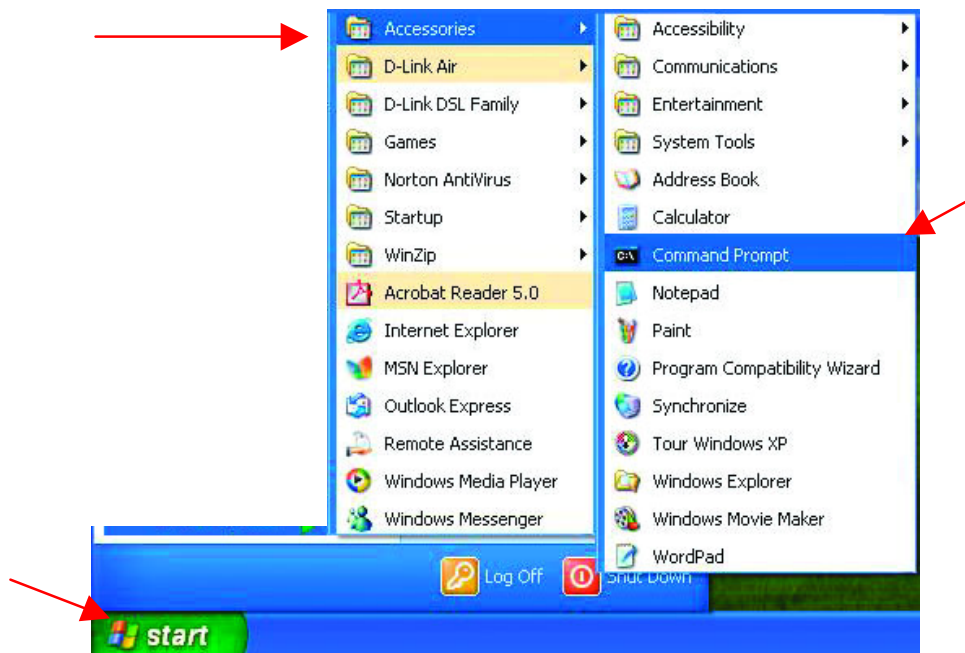 Accessories
D-Link Air
D-Link DSL Family
Games
Norton AntiVirus
Startup
WinZip
Acrobat Reader 5.0
Internet Explorer
MSN Explorer
Outlook Express
Remote Assistance
Windows Media Player
Windows Messenger
Accessibility
Communications
Entertainment
System Tools
Address Book
Calculator
C:\ Command Prompt
Notepad
Paint
Program Compatibility Wizard
Synchronize
Tour Windows XP
Windows Explorer
Windows Movie Maker
WordPad
Log Off
Shut Down
start